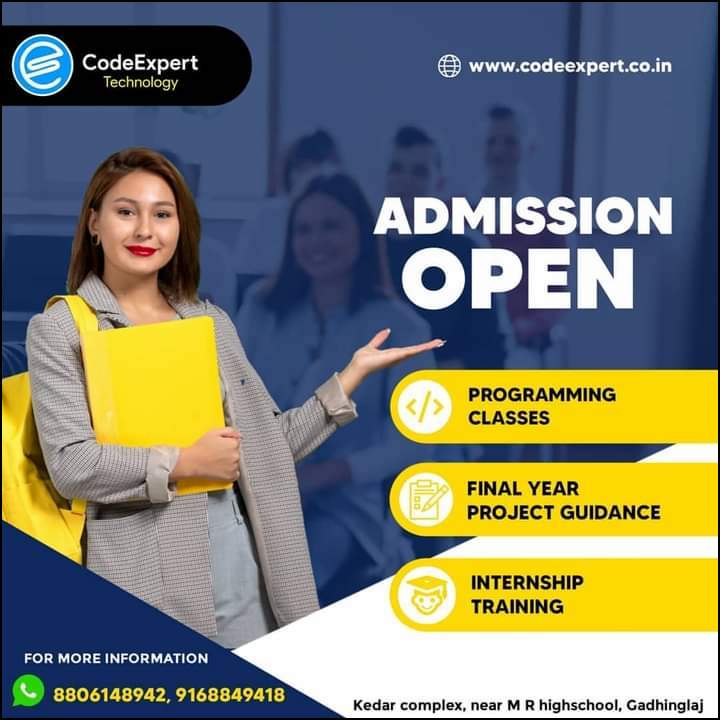 CodeExpert
Technology
www.codeexpert.co.in
ADMISSION
OPEN
</>
PROGRAMMING
CLASSES
FINAL YEAR
PROJECT GUIDANCE
INTERNSHIP
TRAINING
FOR MORE INFORMATION
8806148942, 9168849418
Kedar complex, near M R highschool, Gadhinglaj